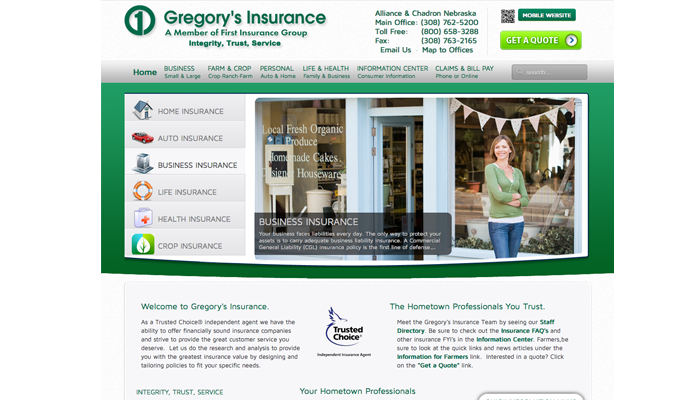 Gregory's Insurance
A Member of First Insurance Group
Integrity, Trust, Service
Alliance & Chadron Nebraska
Main Office: (308) 762-5200
Toll Free: (800) 658-3288
Fax: (308) 763-2165
Email Us Map to Offices
MOBILE WEBSITE
GET A QUOTE
Home
BUSINESS
Small & Large
FARM & CROP
Crop-Ranch-Farm
PERSONAL
Auto & Home
LIFE & HEALTH
Family & Business
INFORMATION CENTER
Consumer Information
CLAIMS & BILL PAY
Phone or Online
Search...
HOME INSURANCE
AUTO INSURANCE
BUSINESS INSURANCE
LIFE INSURANCE
HEALTH INSURANCE
CROP INSURANCE
Local Fresh Organic
Produce
Homemade Cakes.
signer Houseware
BUSINESS INSURANCE
Your business faces liabilities every day. The only way to protect your
assets is to carry adequate business liability insurance. A Commercial
General Liability (CGL) insurance policy is the first line of defense ...
Welcome to Gregory's Insurance.
As a Trusted Choice® independent agent we have the
ability to offer financially sound insurance companies
and strive to provide the great customer service you
deserve. Let us do the research and analysis to provide
you with the greatest insurance value by designing and
tailoring policies to fit your specific needs.
Trusted
Choice®
Independent Insurance Agent
The Hometown Professionals You Trust.
Meet the Gregory's Insurance Team by seeing our Staff
Directory. Be sure to check out the Insurance FAQ's and
other insurance FYI's in the Information Center. Farmers,be
sure to look at the quick links and news articles under the
Information for Farmers link. Interested in a quote? Click
on the "Get a Quote" link.
INTEGRITY, TRUST, SERVICE
Your Hometown Professionals